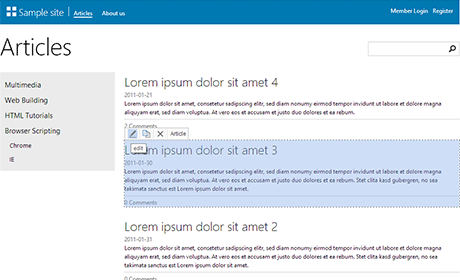 Sample site
Articles
About us
Member Login
Register
Articles
Multimedia
Web Building
HTML Tutorials
Browser Scripting
Chrome
IE
Lorem ipsum dolor sit amet 4
2011-01-21
Lorem ipsum dolor sit amet, consetetur sadipscing elitr, sed diam nonumy eirmod tempor invidunt ut labore et dolore magna
aliquyam erat, sed diam voluptua. At vero eos et accusam et justo duo dolores et ea rebum.
2 Comments
Article
edit
Lorem ipsum dolor sit amet 3
2011-01-30
Lorem ipsum dolor sit amet, consetetur sadipscing elitr, sed diam nonumy eirmod tempor invidunt ut labore et dolore magna
aliquyam erat, sed diam voluptua. At vero eos et accusam et justo duo dolores et ea rebum. Stet clita kasd gubergren, no sea
takimata sanctus est Lorem ipsum dolor sit amet.
0 Comments
Lorem ipsum dolor sit amet 2
2011-01-31
Lorem ipsum dolor sit amet, consetetur sadipscing elitr, sed diam nonumy eirmod tempor invidunt ut labore et dolore magna
aliquyam erat, sed diam voluptua. At vero eos et accusam et justo duo dolores et ea rebum. Stet clita kasd gubergren, no sea
takimata sanctus est Lorem ipsum dolor sit amet.
0 Comments